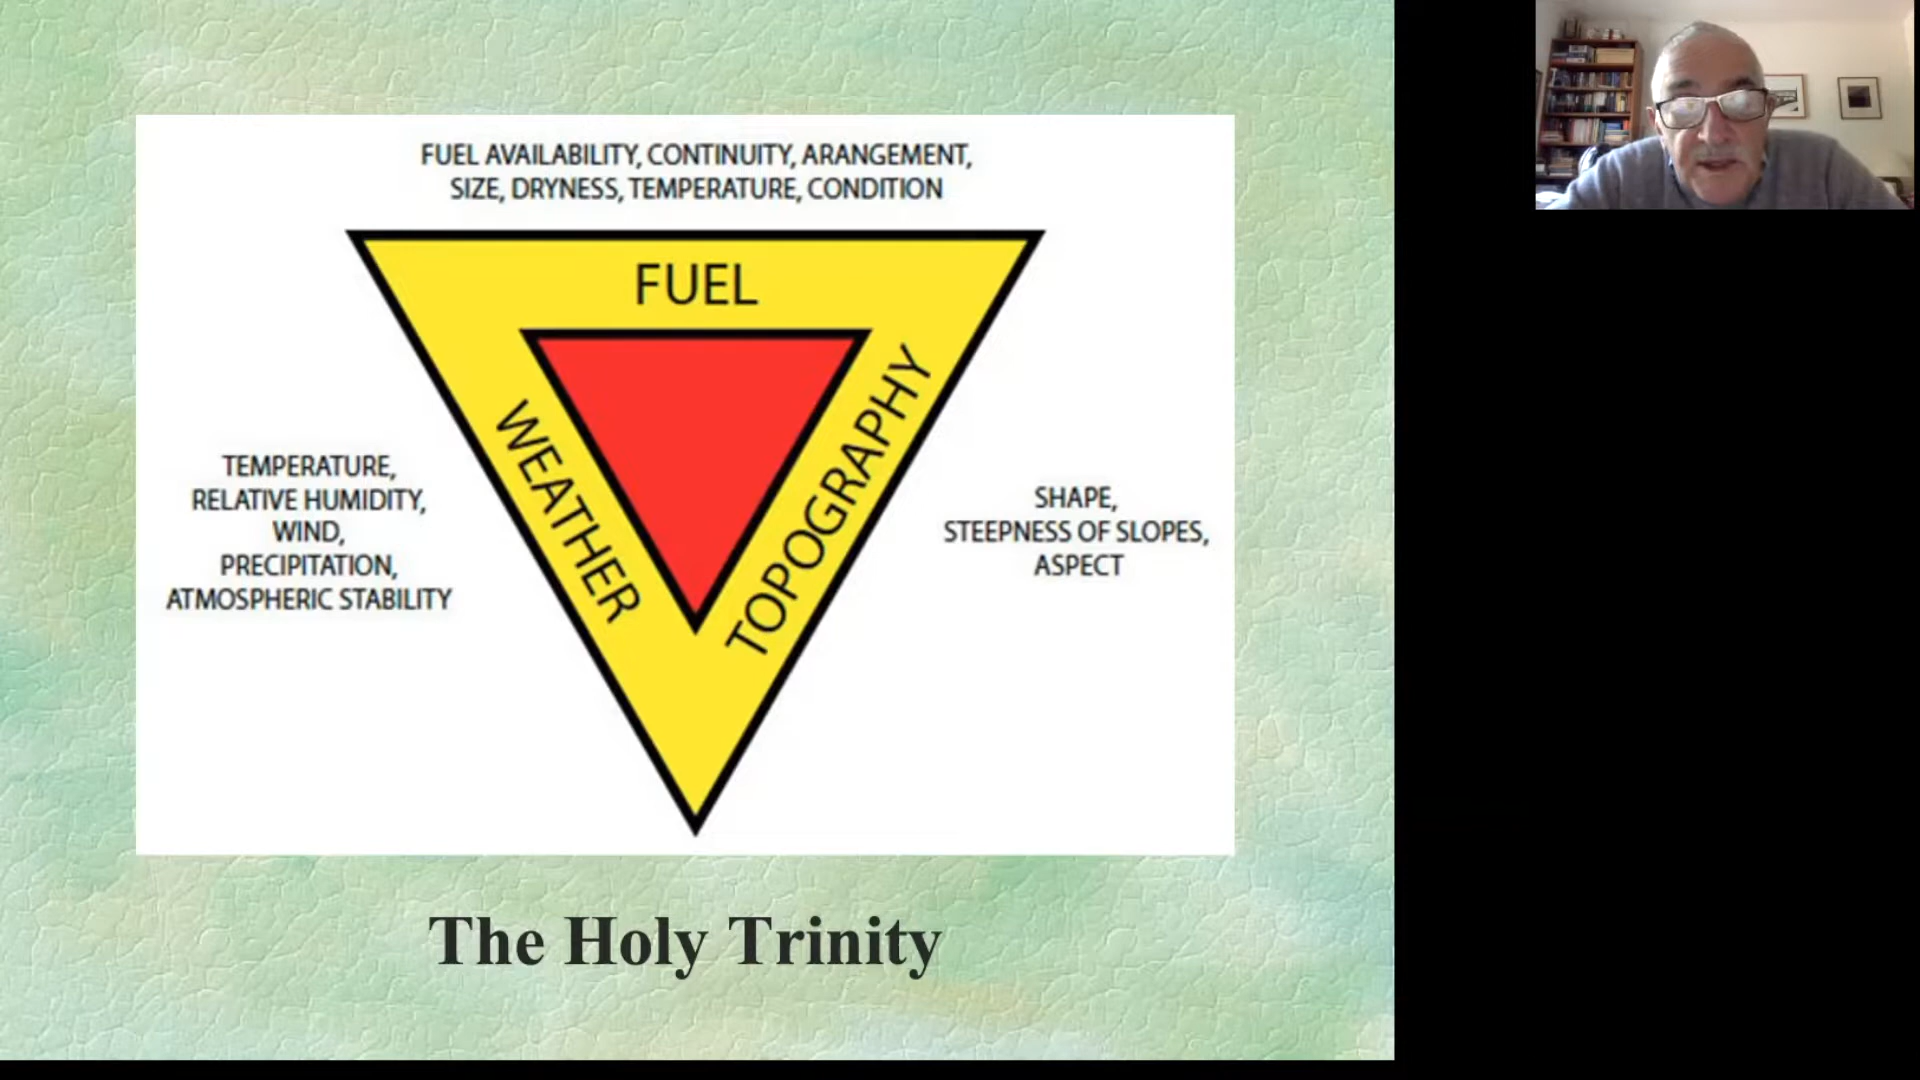 FUEL AVAILABILITY, CONTINUITY, ARANGEMENT,
SIZE, DRYNESS, TEMPERATURE, CONDITION
FUEL
WEATHER
TOPOGRAPHY
TEMPERATURE,
RELATIVE HUMIDITY,
WIND,
PRECIPITATION,
ATMOSPHERIC STABILITY
SHAPE,
STEEPNESS OF SLOPES,
ASPECT
The Holy Trinity